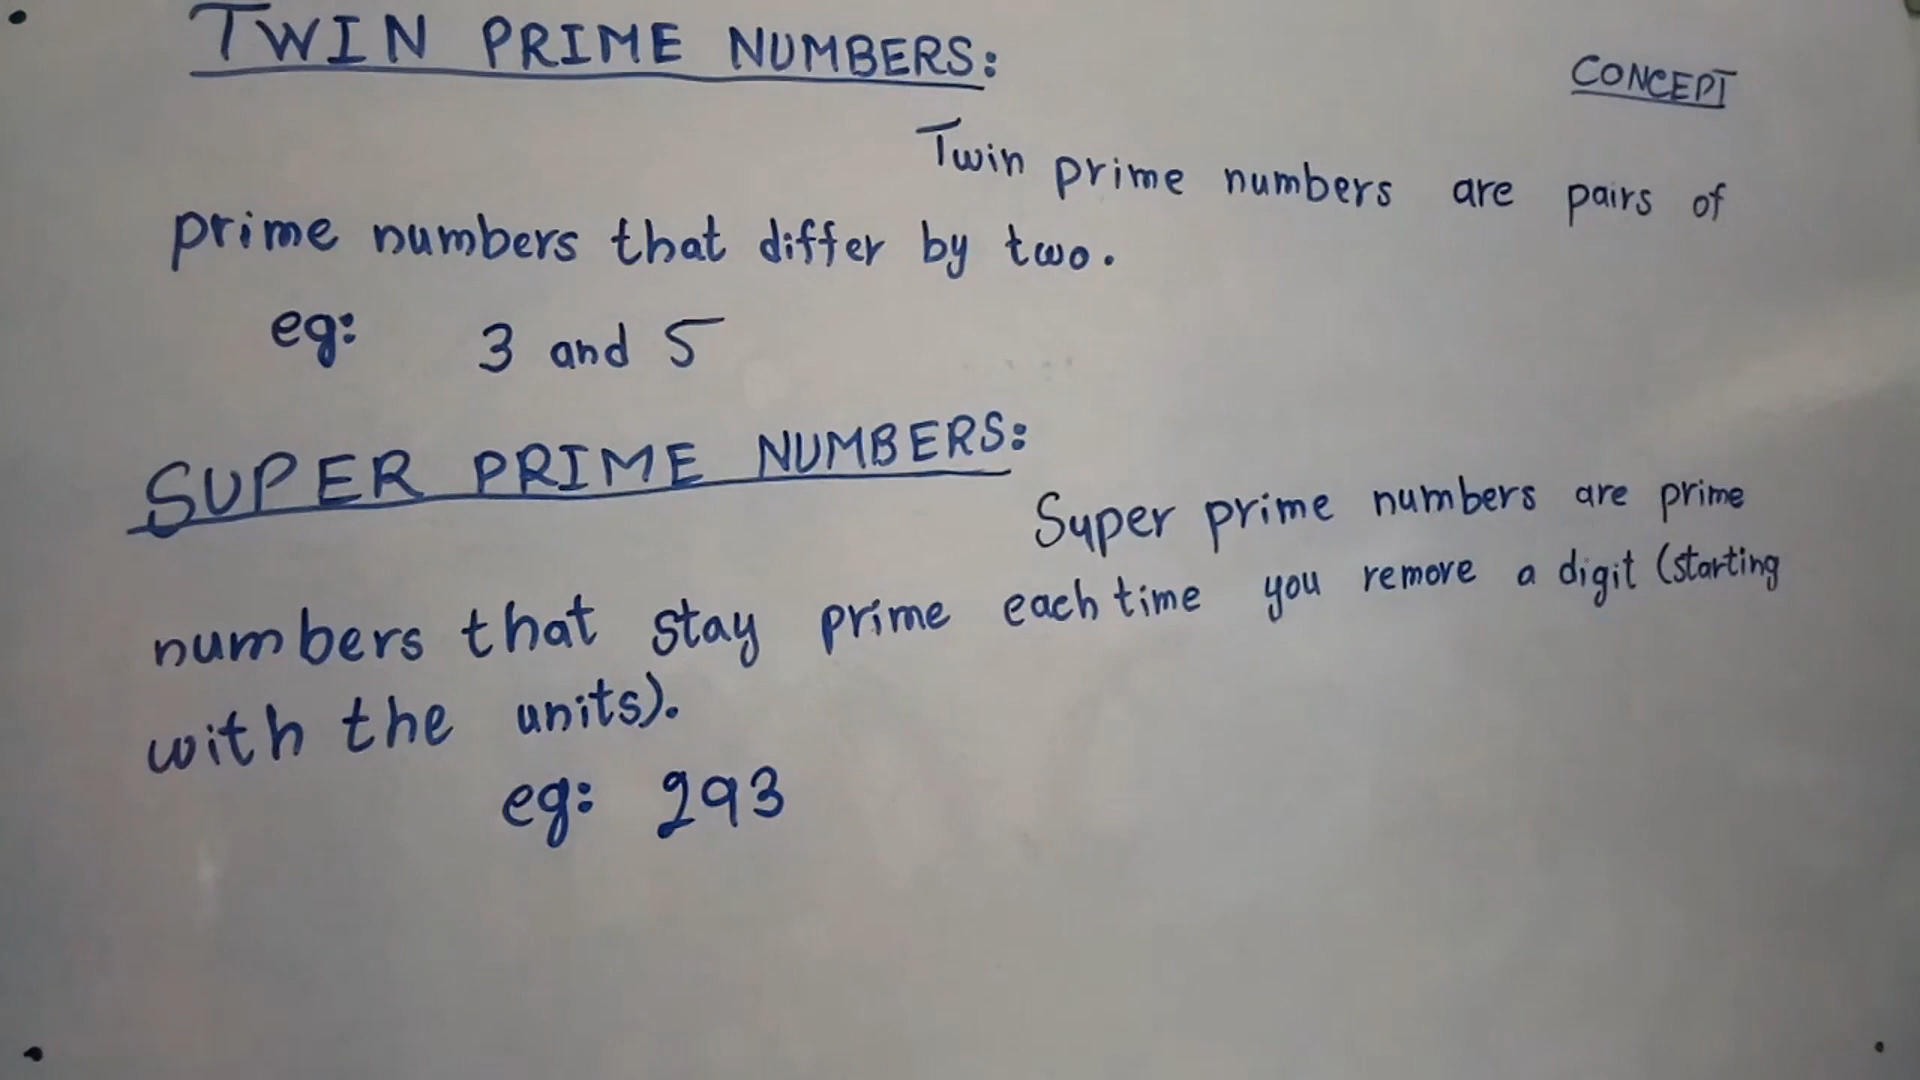 TWIN PRIME NUMBERS:
CONCEPT
Twin prime numbers are pairs of
prime numbers that differ by two.
eg: 3 and 5
SUPER PRIME NUMBERS:
Super prime numbers are prime
numbers that stay prime each time you remove a digit (starting
with the units).
eg: 293